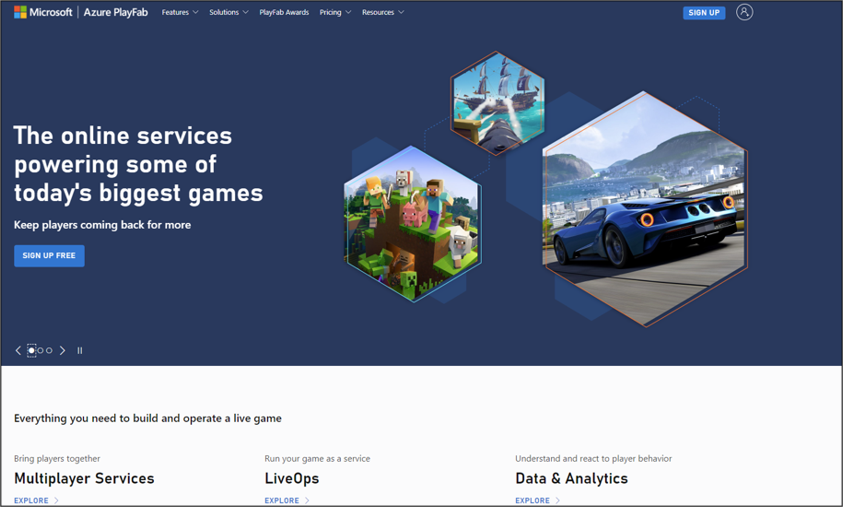 Microsoft | Azure PlayFab Features Solutions PlayFab Awards Pricing Resources SIGN UP
The online services
powering some of
today's biggest games
Keep players coming back for more
SIGN UP FREE
Everything you need to build and operate a live game
Bring players together Run your game as a service Understand and react to player behavior
Multiplayer Services LiveOps Data & Analytics
EXPLORE EXPLORE EXPLORE